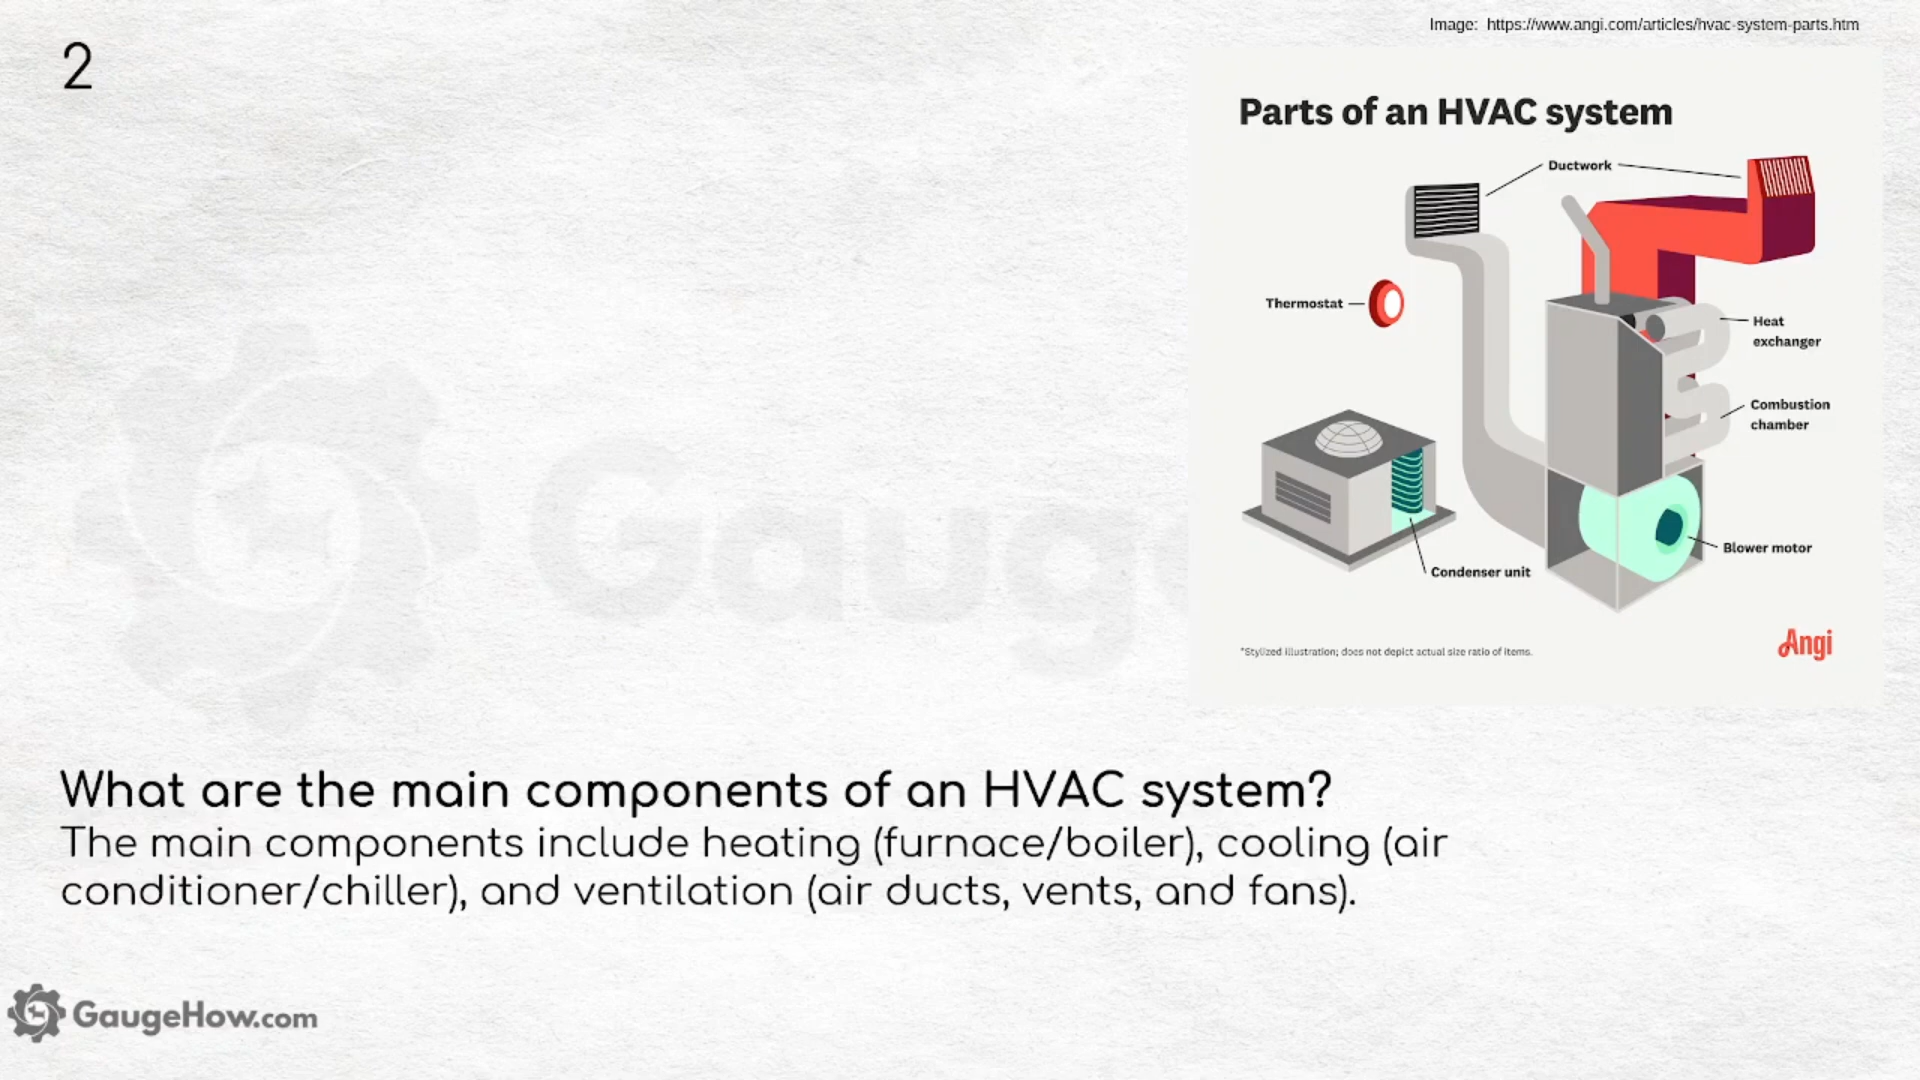 Image: https://www.angi.com/articles/hvac-system-parts.htm
2
Parts of an HVAC system
Ductwork
Thermostat
Heat
exchanger
Combustion
chamber
Blower motor
Condenser unit
*Stylized illustration; does not depict actual size ratio of items.
Angi
Gauge
What are the main components of an HVAC system?
The main components include heating (furnace/boiler), cooling (air
conditioner/chiller), and ventilation (air ducts, vents, and fans).
GaugeHow.com